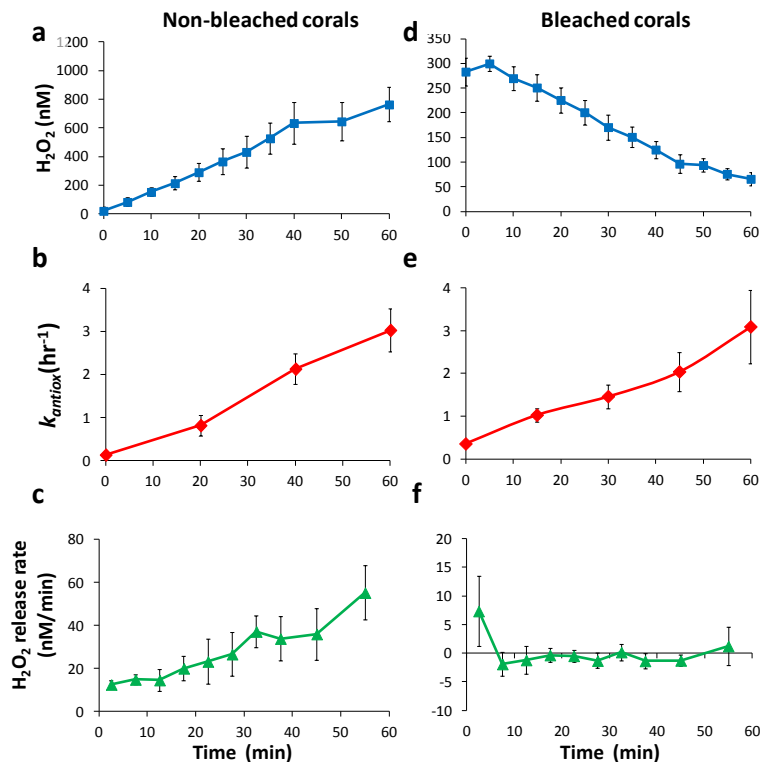 Non-bleached corals
Bleached corals
a
1200
1000
800
600
400
200
0
H₂O₂ (nM)
0 10 20 30 40 50 60
d
350
300
250
200
150
100
50
0
0 10 20 30 40 50 60
b
4
3
2
1
0
k antiox (hr⁻¹)
0 10 20 30 40 50 60
e
4
3
2
1
0
0 10 20 30 40 50 60
c
80
60
40
20
0
H₂O₂ release rate
(nM/min)
0 10 20 30 40 50 60
Time (min)
f
20
15
10
5
0
-5
-10
0 10 20 30 40 50 60
Time (min)